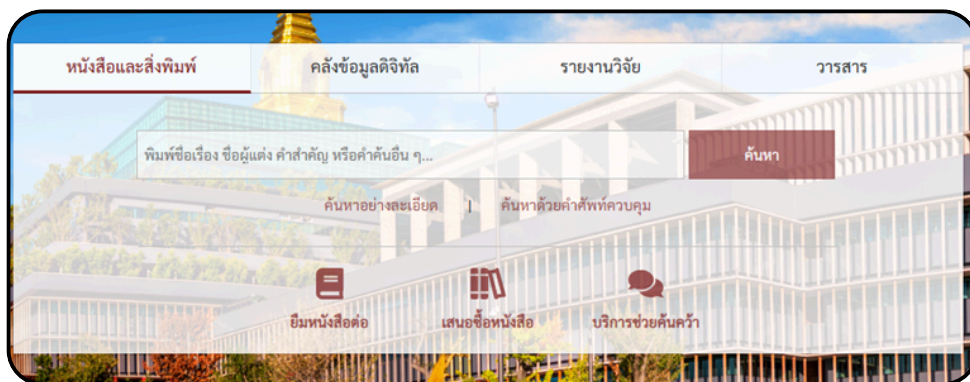 หนังสือและสิ่งพิมพ์ คลังข้อมูลดิจิทัล รายงานวิจัย วารสาร
พิมพ์ชื่อเรื่อง ชื่อผู้แต่ง คำสำคัญ หรือคำค้นอื่น ๆ... ค้นหา
ค้นหาอย่างละเอียด | ค้นหาด้วยคำศัพท์ควบคุม
ยืมหนังสือต่อ เสนอซื้อหนังสือ บริการช่วยค้นคว้า